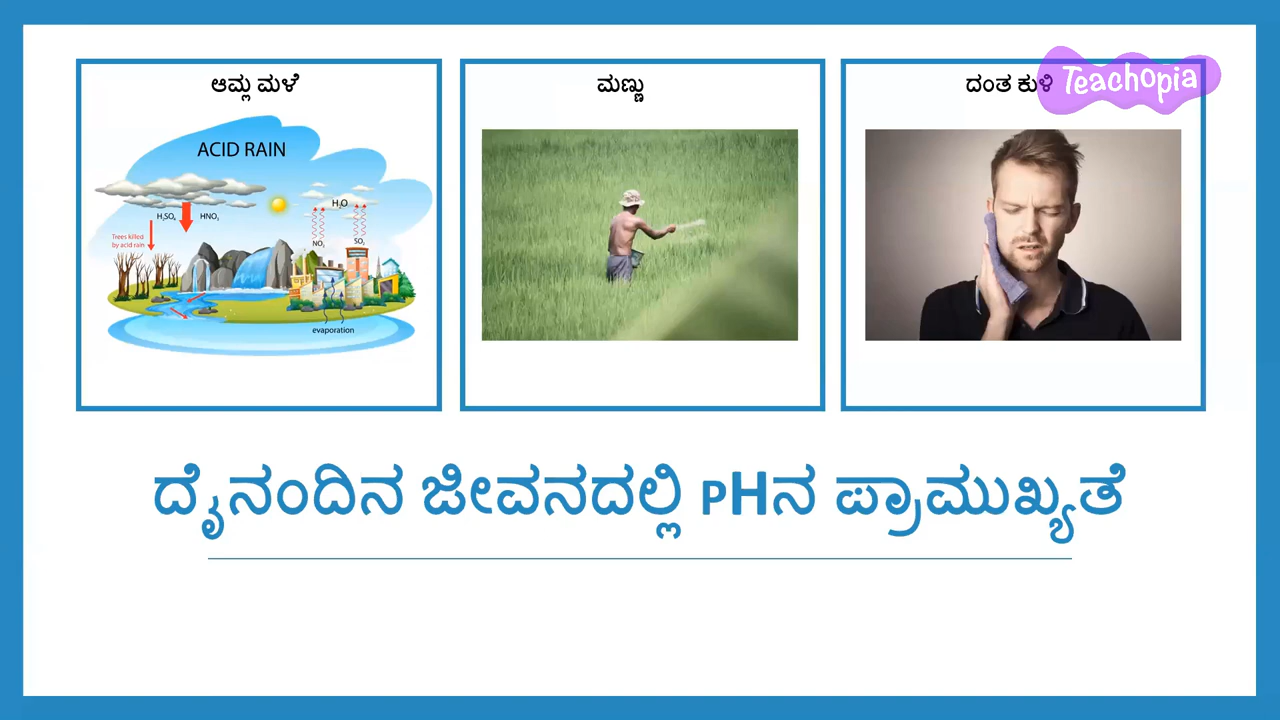 ಆಮ್ಲ ಮಳೆ
ಮಣ್ಣು
ದಂತ ಕುಳಿ
Teachopia
ACID RAIN
H₂O
H₂SO₄
HNO₃
Trees killed
by acid rain
NO₂
SO₂
evaporation
ದೈನಂದಿನ ಜೀವನದಲ್ಲಿ PHನ ಪ್ರಾಮುಖ್ಯತೆ